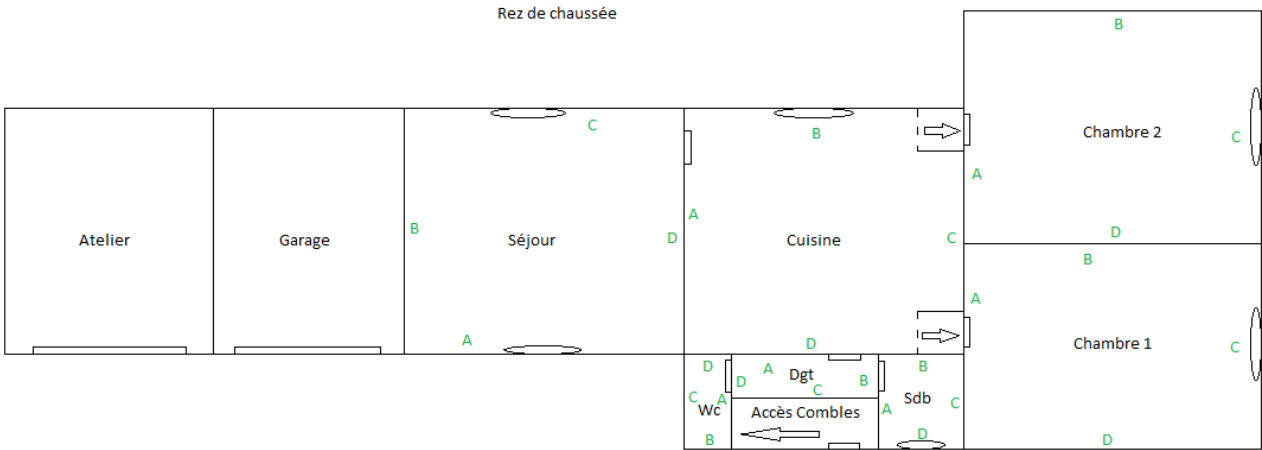 Rez de chaussée
B
C
B
Chambre 2
C
A
A
B
Atelier
Garage
Séjour
D
Cuisine
C
D
B
A
A
D
Chambre 1
C
D
A
Dgt
B
B
D
C
C
A
Wc
Accès Combles
A
Sdb
C
B
D
D